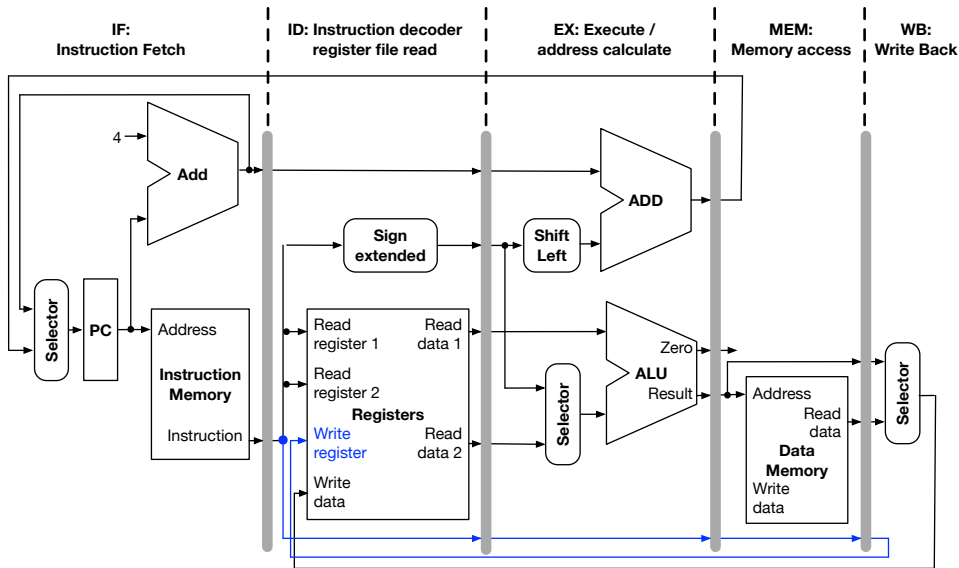 IF:
Instruction Fetch
ID: Instruction decoder
register file read
EX: Execute /
address calculate
MEM:
Memory access
WB:
Write Back
4
Add
ADD
Sign
extended
Shift
Left
Selector
PC
Address
Instruction
Memory
Instruction
Read
register 1
Read
data 1
Read
register 2
Registers
Write
register
Read
data 2
Write
data
Selector
Zero
ALU
Result
Address
Read
data
Data
Memory
Write
data
Selector